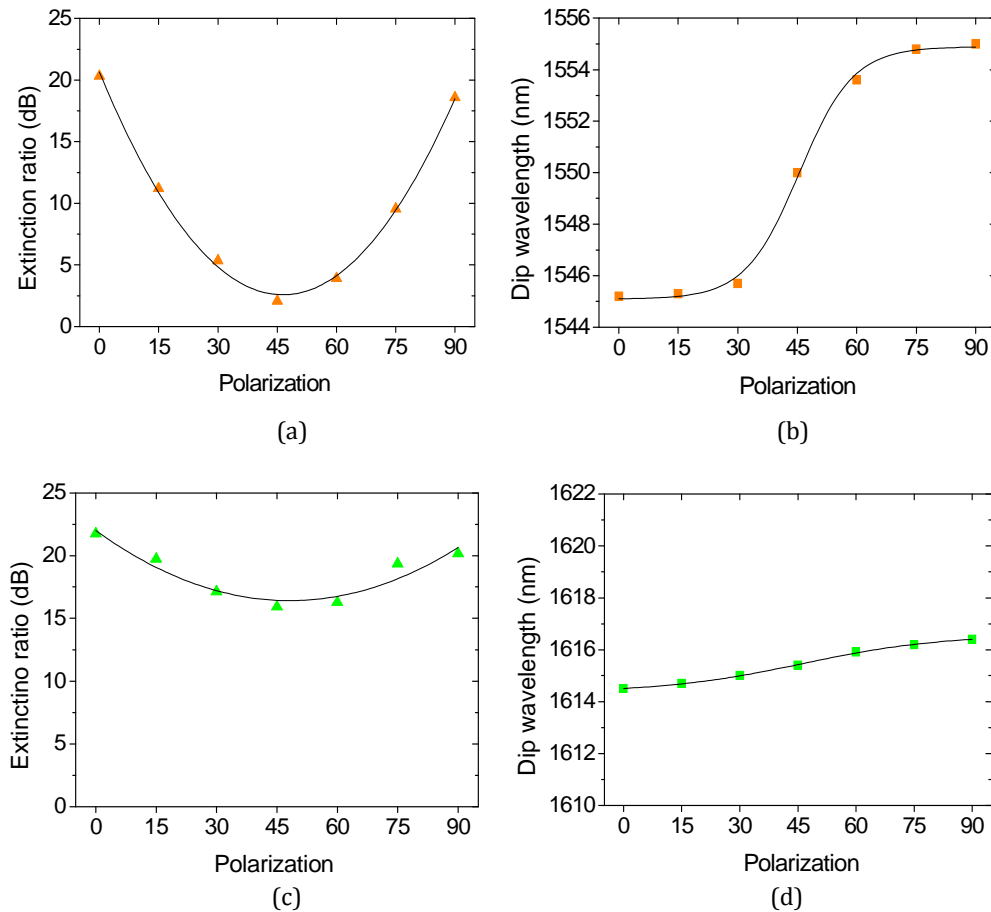 25
20
15
10
5
0
Extinction ratio (dB)
0 15 30 45 60 75 90
Polarization
(a)
1556
1554
1552
1550
1548
1546
1544
Dip wavelength (nm)
0 15 30 45 60 75 90
Polarization
(b)
25
20
15
10
5
0
Extinctino ratio (dB)
0 15 30 45 60 75 90
Polarization
(c)
1622
1620
1618
1616
1614
1612
1610
Dip wavelength (nm)
0 15 30 45 60 75 90
Polarization
(d)